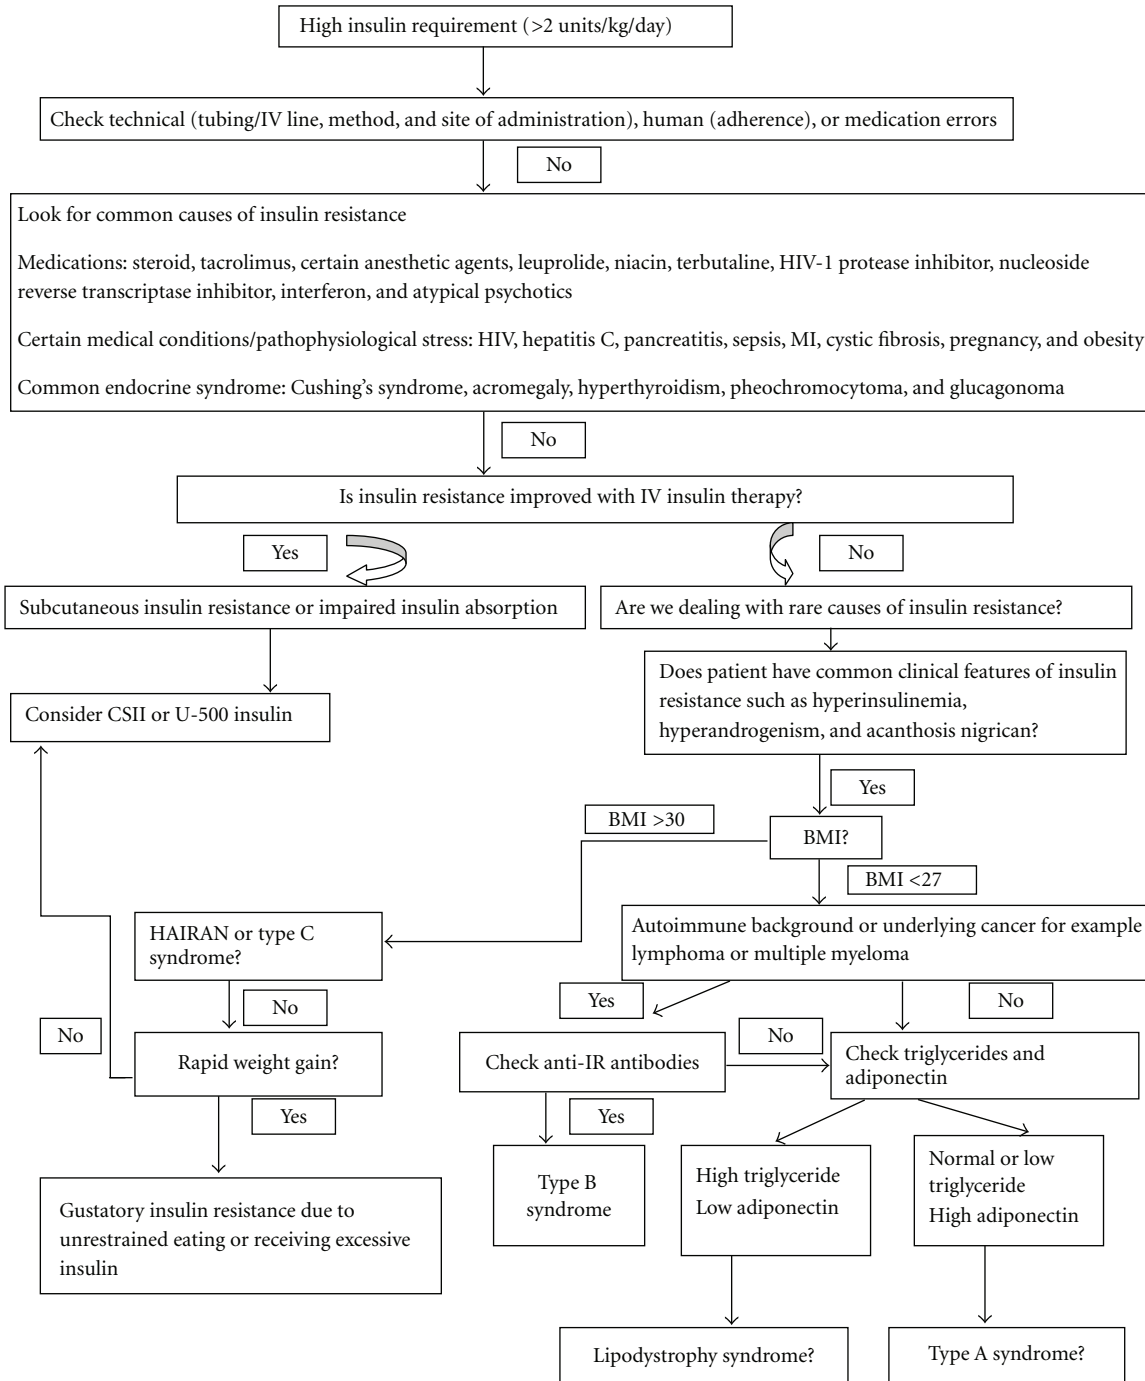 High insulin requirement (>2 units/kg/day)
Check technical (tubing/IV line, method, and site of administration), human (adherence), or medication errors
No
Look for common causes of insulin resistance
Medications: steroid, tacrolimus, certain anesthetic agents, leuprolide, niacin, terbutaline, HIV-1 protease inhibitor, nucleoside
reverse transcriptase inhibitor, interferon, and atypical psychotics
Certain medical conditions/pathophysiological stress: HIV, hepatitis C, pancreatitis, sepsis, MI, cystic fibrosis, pregnancy, and obesity
Common endocrine syndrome: Cushing's syndrome, acromegaly, hyperthyroidism, pheochromocytoma, and glucagonoma
No
Is insulin resistance improved with IV insulin therapy?
Yes
No
Subcutaneous insulin resistance or impaired insulin absorption
Are we dealing with rare causes of insulin resistance?
Does patient have common clinical features of insulin
resistance such as hyperinsulinemia,
hyperandrogenism, and acanthosis nigrican?
Consider CSII or U-500 insulin
Yes
BMI >30
BMI?
BMI <27
HAIRAN or type C
syndrome?
Autoimmune background or underlying cancer for example
lymphoma or multiple myeloma
No
Yes
No
No
Rapid weight gain?
Check anti-IR antibodies
No
Check triglycerides and
adiponectin
Yes
Yes
Gustatory insulin resistance due to
unrestrained eating or receiving excessive
insulin
Type B
syndrome
High triglyceride
Low adiponectin
Normal or low
triglyceride
High adiponectin
Lipodystrophy syndrome?
Type A syndrome?